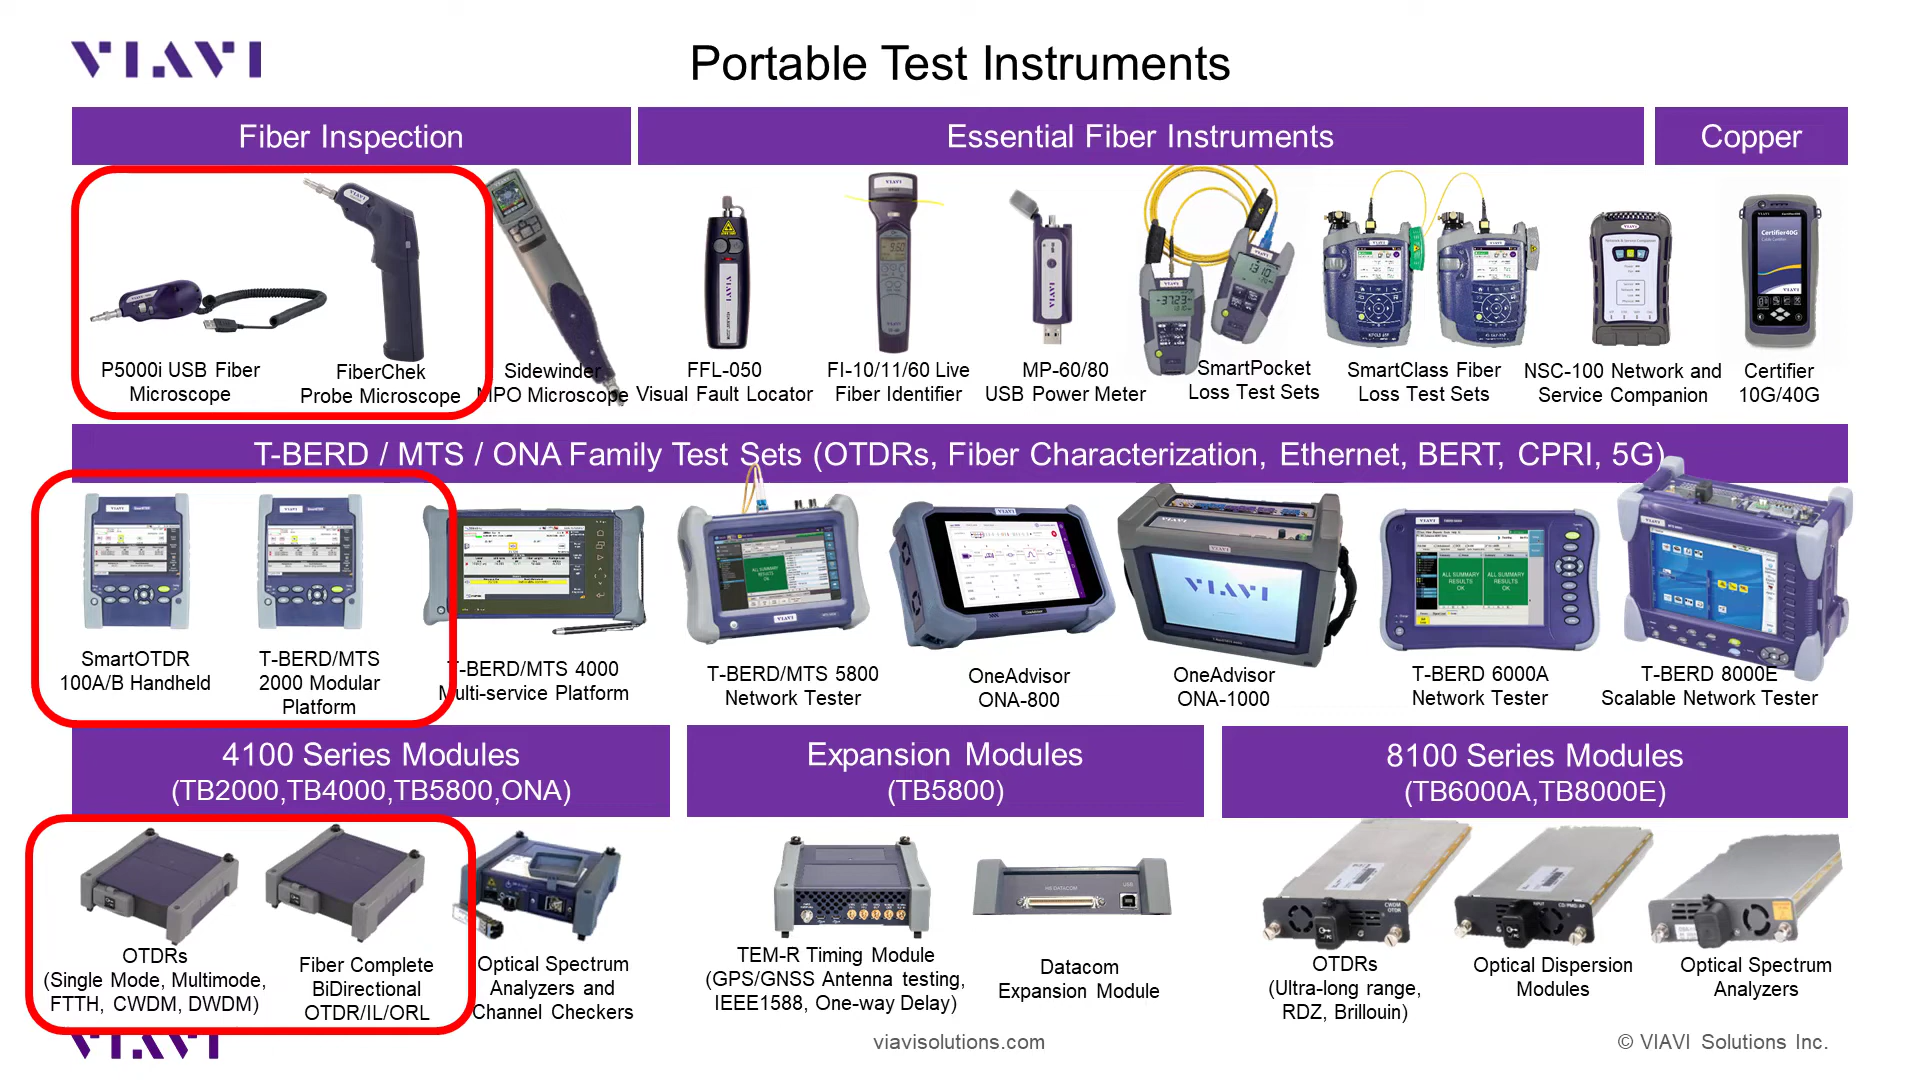 VIAVI
Portable Test Instruments
Fiber Inspection
Essential Fiber Instruments
Copper
P5000i USB Fiber
Microscope
FiberChek
Probe Microscope
Sidewinder
MPO Microscope
FFL-050
Visual Fault Locator
FI-10/11/60 Live
Fiber Identifier
MP-60/80
USB Power Meter
SmartPocket
Loss Test Sets
SmartClass Fiber
Loss Test Sets
NSC-100 Network and
Service Companion
Certifier
10G/40G
T-BERD / MTS / ONA Family Test Sets (OTDRs, Fiber Characterization, Ethernet, BERT, CPRI, 5G)
SmartOTDR
100A/B Handheld
T-BERD/MTS
2000 Modular
Platform
T-BERD/MTS 4000
Multi-service Platform
T-BERD/MTS 5800
Network Tester
OneAdvisor
ONA-800
VIAVI
OneAdvisor
ONA-1000
T-BERD 6000A
Network Tester
T-BERD 8000E
Scalable Network Tester
4100 Series Modules
(TB2000,TB4000,TB5800,ONA)
Expansion Modules
(TB5800)
8100 Series Modules
(TB6000A,TB8000E)
OTDRs
(Single Mode, Multimode,
FTTH, CWDM, DWDM)
Fiber Complete
BiDirectional
OTDR/IL/ORL
Optical Spectrum
Analyzers and
Channel Checkers
TEM-R Timing Module
(GPS/GNSS Antenna testing,
IEEE1588, One-way Delay)
Datacom
Expansion Module
OTDRs
(Ultra-long range,
RDZ, Brillouin)
Optical Dispersion
Modules
Optical Spectrum
Analyzers
VIAVI
viavisolutions.com
© VIAVI Solutions Inc.